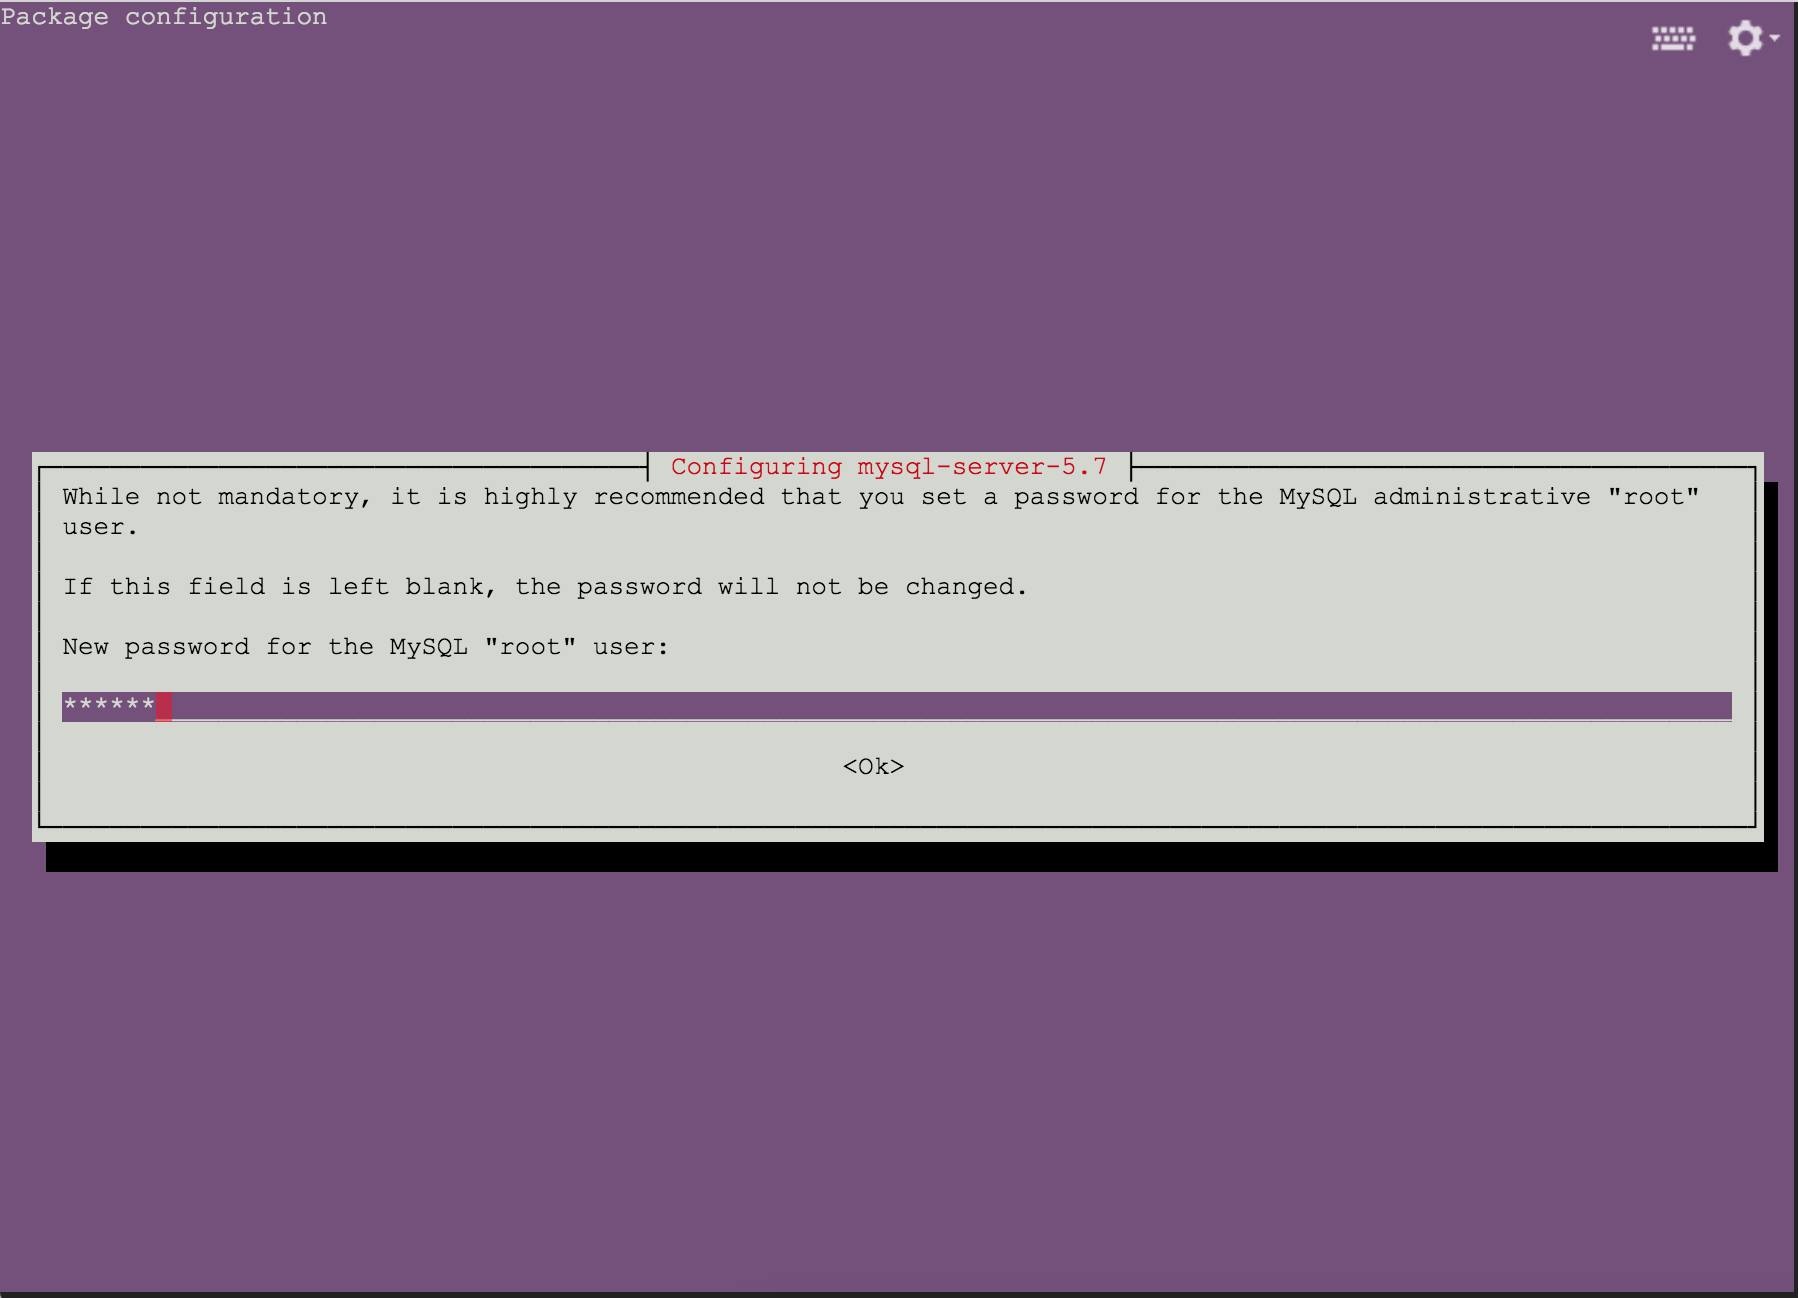 Package configuration
Configuring mysql-server-5.7
While not mandatory, it is highly recommended that you set a password for the MySQL administrative "root"
user.
If this field is left blank, the password will not be changed.
New password for the MySQL "root" user:
******
<Ok>